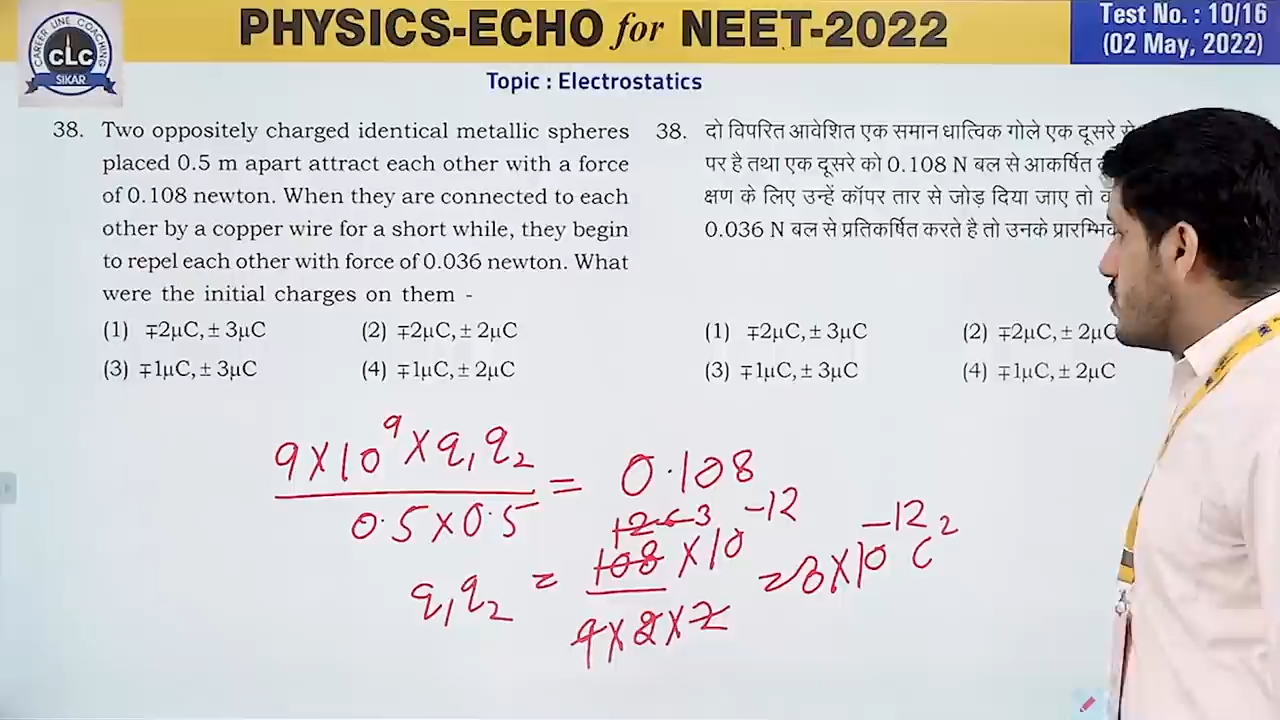 PHYSICS-ECHO for NEET-2022
Test No. : 10/16
(02 May, 2022)
CAREER LINE COACHING
CLC
SIKAR
Topic : Electrostatics
38. Two oppositely charged identical metallic spheres
placed 0.5 m apart attract each other with a force
of 0.108 newton. When they are connected to each
other by a copper wire for a short while, they begin
to repel each other with force of 0.036 newton. What
were the initial charges on them -
(1) ∓2μC, ± 3μC (2) ∓2μC, ± 2μC
(3) ∓1μC, ± 3μC (4) ∓1μC, ± 2μC
38. दो विपरित आवेशित एक समान धात्विक गोले एक दूसरे से
पर है तथा एक दूसरे को 0.108 N बल से आकर्षित
क्षण के लिए उन्हें कॉपर तार से जोड़ दिया जाए तो
0.036 N बल से प्रतिकर्षित करते है तो उनके
(1) ∓2μC, ± 3μC (2) ∓2μC, ± 2μC
(3) ∓1μC, ± 3μC (4) ∓1μC, ± 2μC
9×10⁹×q₁q₂
0.5×0.5
= 0.108
q₁q₂ = 108 ×10⁻¹²
9×2×2
=3×10⁻¹² C²